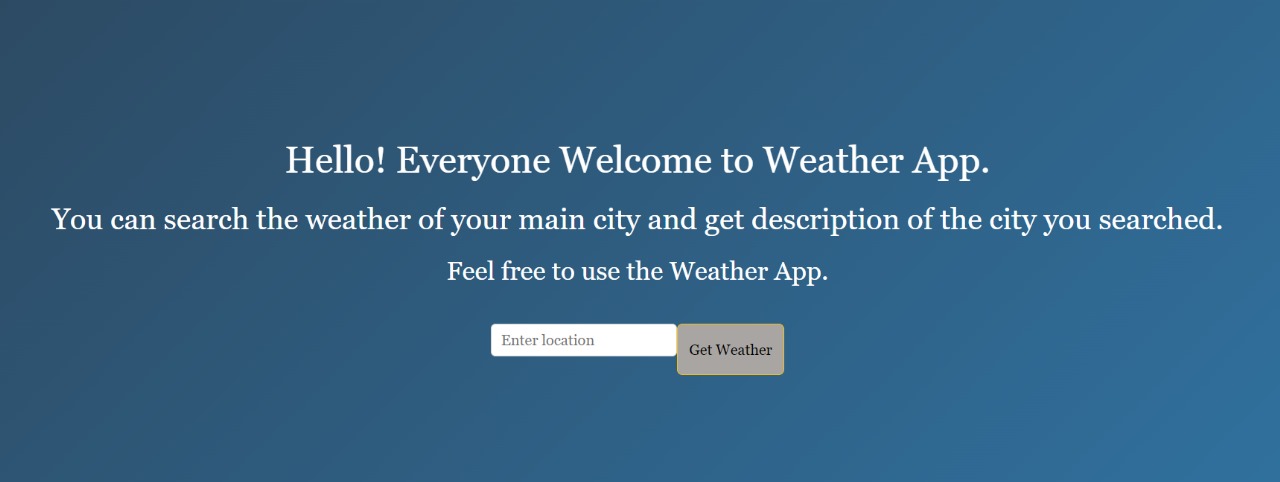 Hello! Everyone Welcome to Weather App.
You can search the weather of your main city and get description of the city you searched.
Feel free to use the Weather App.
Enter location
Get Weather